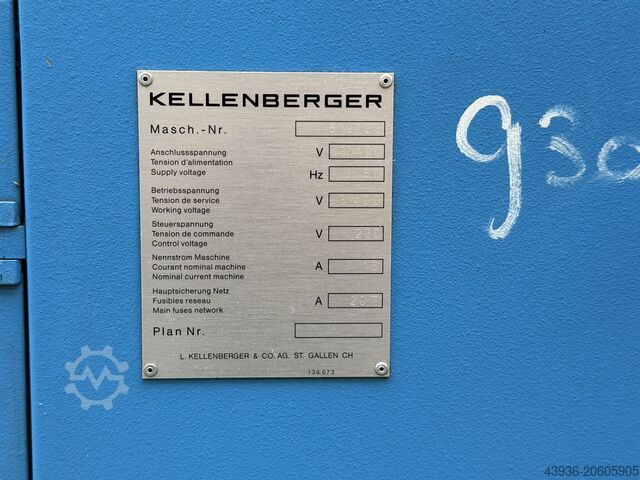 KELLENBERGER
Masch.-Nr.
Anschlussspannung
Tension d'alimentation
Supply voltage
V
Hz
Betriebsspannung
Tension de service
Working voltage
V
Steuerspannung
Tension de commande
Control voltage
V 230
Nennstrom Maschine
Courant nominal machine
Nominal current machine
A
Hauptsicherung Netz
Fusibles reseau
Main fuses network
A 20T
Plan Nr.
L. KELLENBERGER & CO. AG. ST. GALLEN CH
136.073
43936-20605905